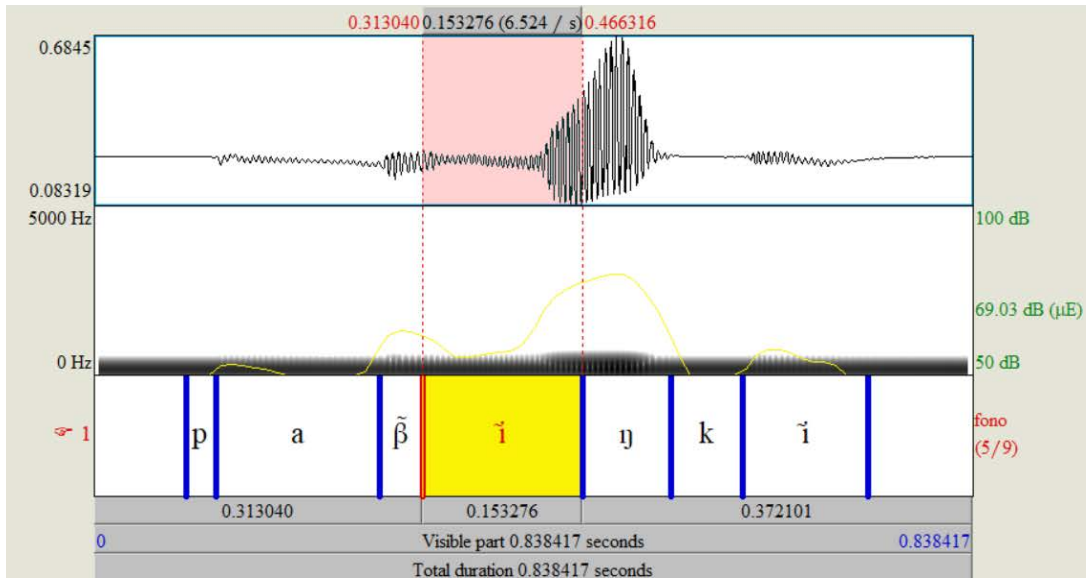 0.313040 0.153276 (6.524 / s) 0.466316
0.6845
0.08319
5000 Hz 100 dB
69.03 dB (µE)
0 Hz 50 dB
☞ 1 p a β̃ ĩ ŋ k ĩ fono
(5/9)
0.313040 0.153276 0.372101
0 Visible part 0.838417 seconds 0.838417
Total duration 0.838417 seconds